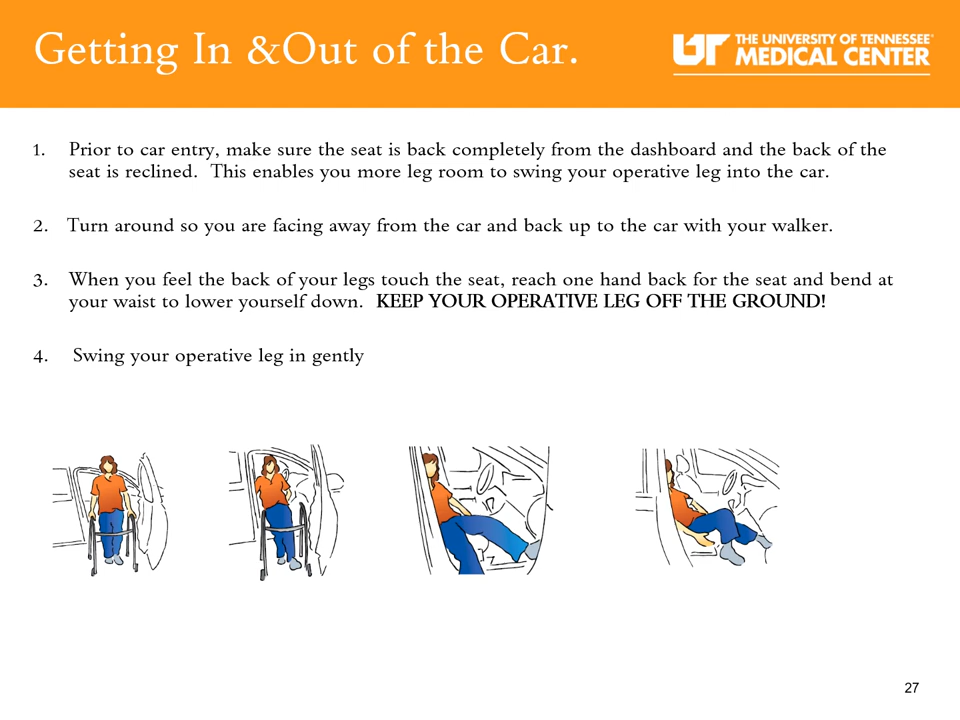 Getting In &Out of the Car.
UT THE UNIVERSITY OF TENNESSEE
MEDICAL CENTER
1. Prior to car entry, make sure the seat is back completely from the dashboard and the back of the
seat is reclined. This enables you more leg room to swing your operative leg into the car.
2. Turn around so you are facing away from the car and back up to the car with your walker.
3. When you feel the back of your legs touch the seat, reach one hand back for the seat and bend at
your waist to lower yourself down. KEEP YOUR OPERATIVE LEG OFF THE GROUND!
4. Swing your operative leg in gently
27